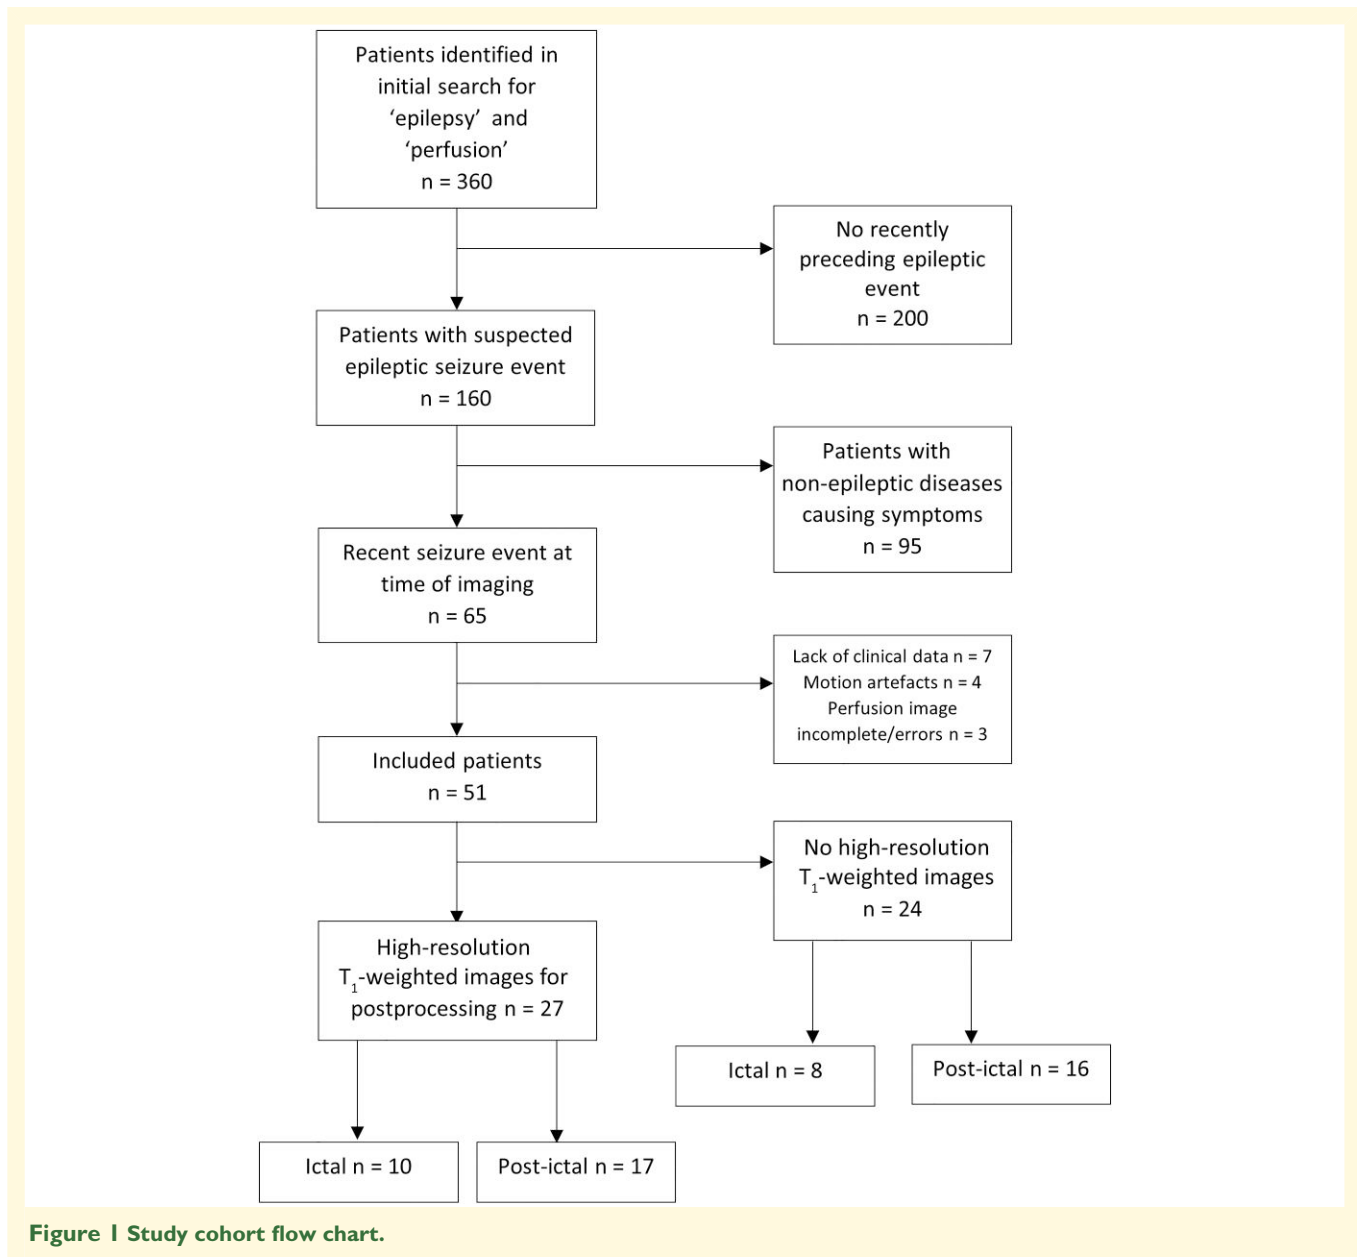 Patients identified in
initial search for
‘epilepsy’ and
‘perfusion’
n = 360
No recently
preceding epileptic
event
n = 200
Patients with suspected
epileptic seizure event
n = 160
Patients with
non-epileptic diseases
causing symptoms
n = 95
Recent seizure event at
time of imaging
n = 65
Lack of clinical data n = 7
Motion artefacts n = 4
Perfusion image
incomplete/errors n = 3
Included patients
n = 51
No high-resolution
T1-weighted images
n = 24
High-resolution
T1-weighted images for
postprocessing n = 27
Ictal n = 8
Post-ictal n = 16
Ictal n = 10
Post-ictal n = 17
Figure 1 Study cohort flow chart.